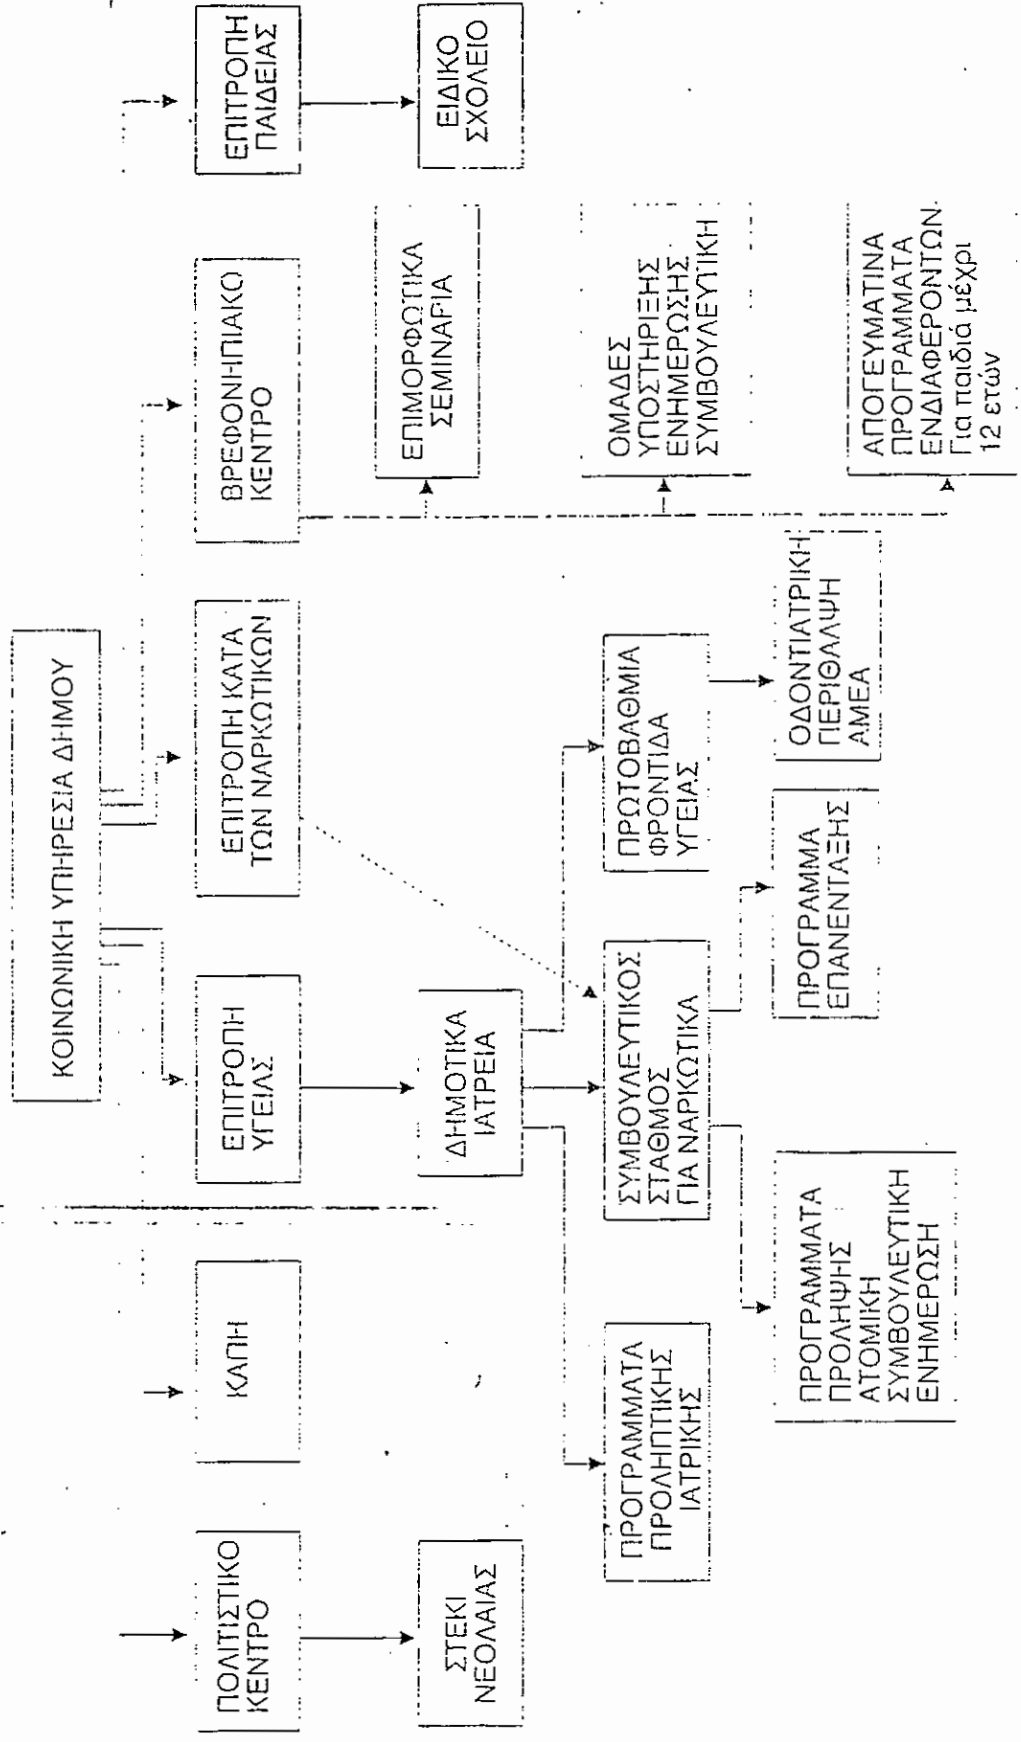 ΚΟΙΝΩΝΙΚΗ ΥΠΗΡΕΣΙΑ ΔΗΜΟΥ
ΠΟΛΙΤΙΣΤΙΚΟ
ΚΕΝΤΡΟ
ΚΑΠΗ
ΕΠΙΤΡΟΠΗ
ΥΓΕΙΑΣ
ΕΠΙΤΡΟΠΗ ΚΑΤΑ
ΤΩΝ ΝΑΡΚΩΤΙΚΩΝ
ΒΡΕΦΟΝΗΠΙΑΚΟ
ΚΕΝΤΡΟ
ΕΠΙΤΡΟΠΗ
ΠΑΙΔΕΙΑΣ
ΣΤΕΚΙ
ΝΕΟΛΑΙΑΣ
ΔΗΜΟΤΙΚΑ
ΙΑΤΡΕΙΑ
ΕΠΙΜΟΡΦΩΤΙΚΑ
ΣΕΜΙΝΑΡΙΑ
ΕΙΔΙΚΟ
ΣΧΟΛΕΙΟ
ΠΡΟΓΡΑΜΜΑΤΑ
ΠΡΟΛΗΠΤΙΚΗΣ
ΙΑΤΡΙΚΗΣ
ΣΥΜΒΟΥΛΕΥΤΙΚΟΣ
ΣΤΑΘΜΟΣ
ΓΙΑ ΝΑΡΚΩΤΙΚΑ
ΠΡΩΤΟΒΑΘΜΙΑ
ΦΡΟΝΤΙΔΑ
ΥΓΕΙΑΣ
ΟΜΑΔΕΣ
ΥΠΟΣΤΗΡΙΞΗΣ
ΕΝΗΜΕΡΩΣΗΣ
ΣΥΜΒΟΥΛΕΥΤΙΚΗ
ΠΡΟΓΡΑΜΜΑΤΑ
ΠΡΟΛΗΨΗΣ
ΑΤΟΜΙΚΗ
ΣΥΜΒΟΥΛΕΥΤΙΚΗ
ΕΝΗΜΕΡΩΣΗ
ΠΡΟΓΡΑΜΜΑ
ΕΠΑΝΕΝΤΑΞΗΣ
ΟΔΟΝΤΙΑΤΡΙΚΗ
ΠΕΡΙΘΑΛΨΗ
ΑΜΕΑ
ΑΠΟΓΕΥΜΑΤΙΝΑ
ΠΡΟΓΡΑΜΜΑΤΑ
ΕΝΔΙΑΦΕΡΟΝΤΩΝ.
Για παιδιά μέχρι
12 ετών